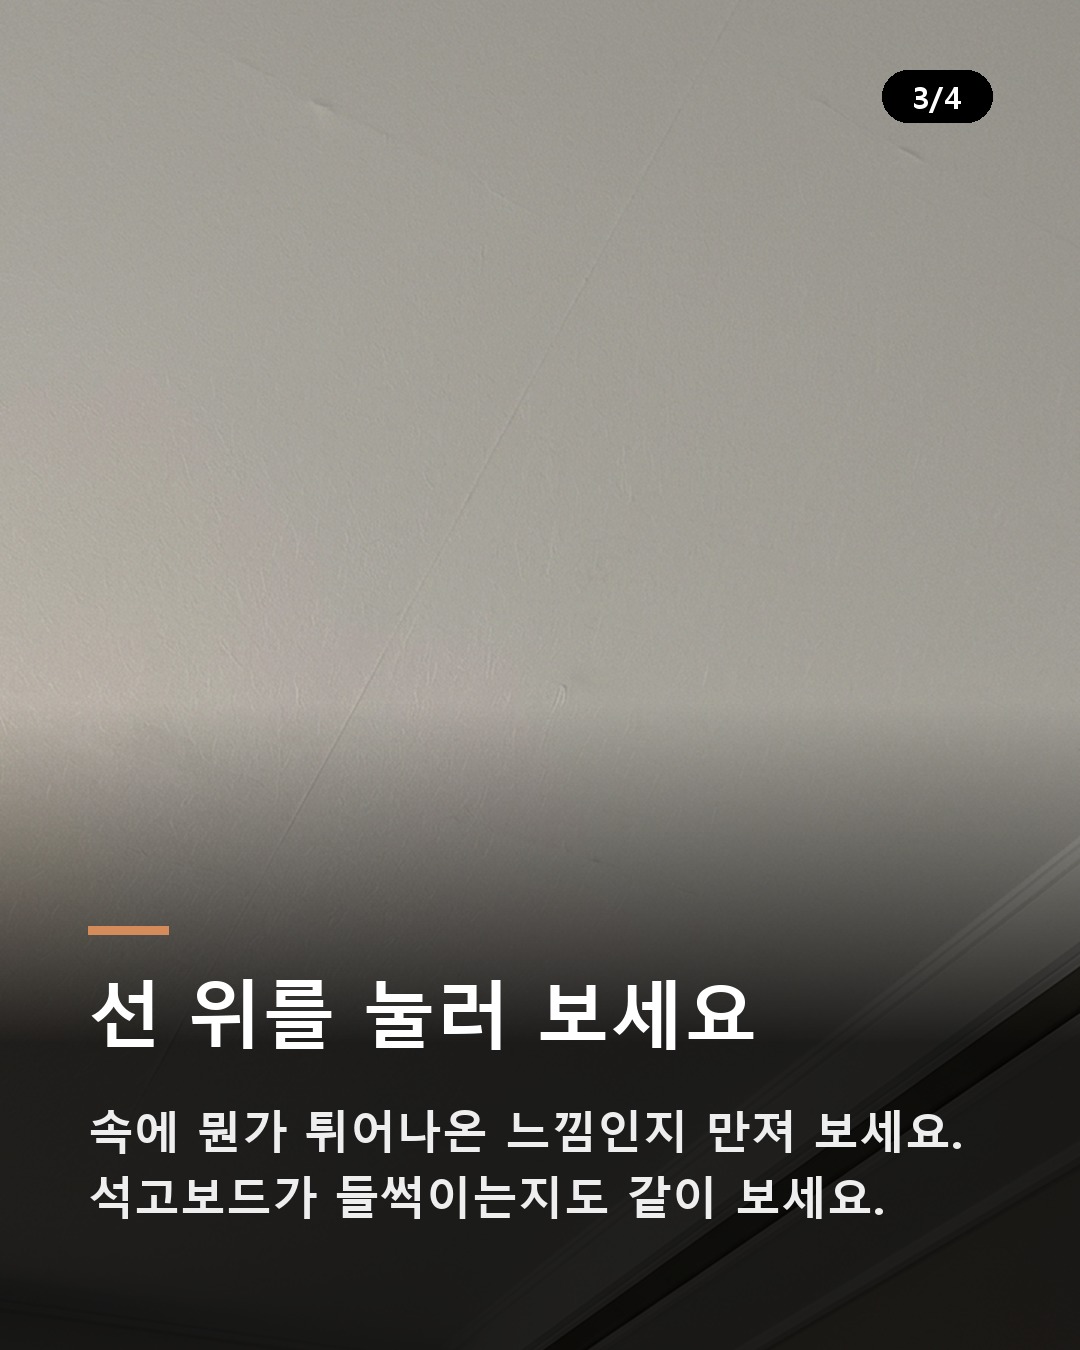 3/4
선 위를 눌러 보세요
속에 뭔가 튀어나온 느낌인지 만져 보세요.
석고보드가 들썩이는지도 같이 보세요.